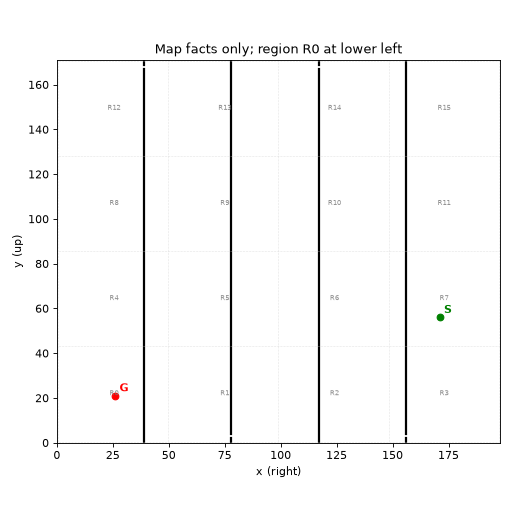 Map facts only; region R0 at lower left
160
140
120
100
80
60
40
20
0
y (up)
R12
R13
R14
R15
R8
R9
R10
R11
R4
R5
R6
R7
S
R0
G
R1
R2
R3
0
25
50
75
100
125
150
175
x (right)